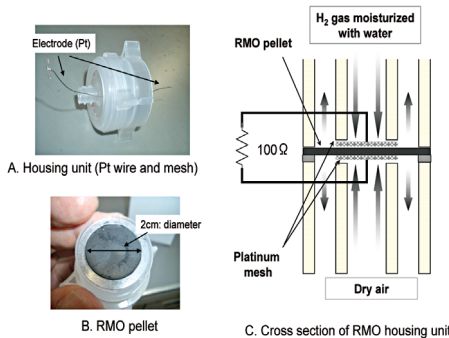 Electrode (Pt)
A. Housing unit (Pt wire and mesh)
2cm: diameter
B. RMO pellet
H₂ gas moisturized
with water
RMO pellet
100Ω
Platinum
mesh
Dry air
C. Cross section of RMO housing unit